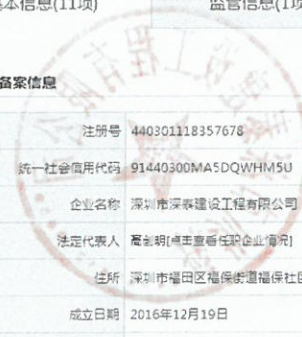 基本信息(11项) 监管信息(1项
备案信息
注册号 440301118357678
统一社会信用代码 91440300MA5DQWHM5U
企业名称 深圳市深泰建设工程有限公司
法定代表人 [点击查看任职企业情况]
住所 深圳市福田区福保街道福保社区
成立日期 2016年12月19日